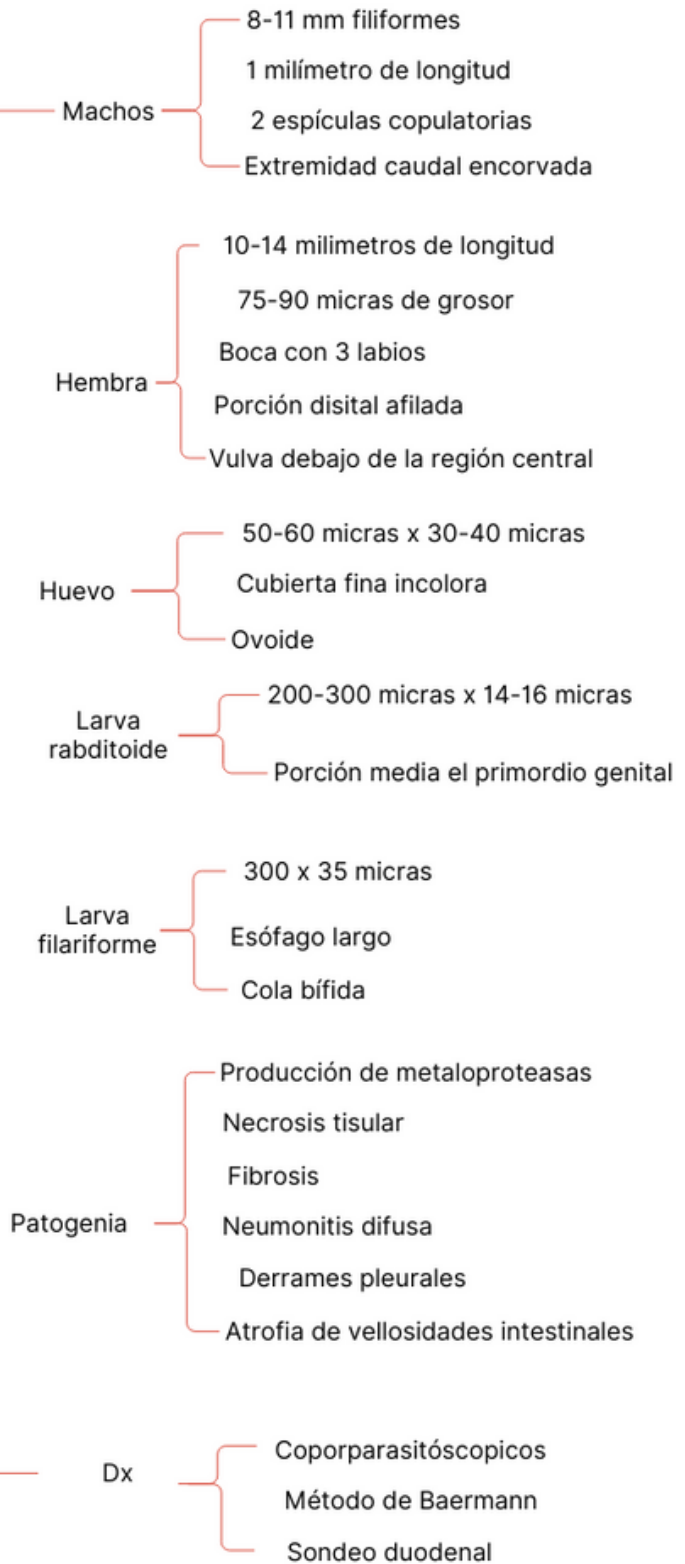 Machos
8-11 mm filiformes
1 milímetro de longitud
2 espículas copulatorias
Extremidad caudal encorvada
Hembra
10-14 milimetros de longitud
75-90 micras de grosor
Boca con 3 labios
Porción disital afilada
Vulva debajo de la región central
Huevo
50-60 micras x 30-40 micras
Cubierta fina incolora
Ovoide
Larva
rabditoide
200-300 micras x 14-16 micras
Porción media el primordio genital
Larva
filariforme
300 x 35 micras
Esófago largo
Cola bífida
Patogenia
Producción de metaloproteasas
Necrosis tisular
Fibrosis
Neumonitis difusa
Derrames pleurales
Atrofia de vellosidades intestinales
Dx
Coporparasitóscopicos
Método de Baermann
Sondeo duodenal